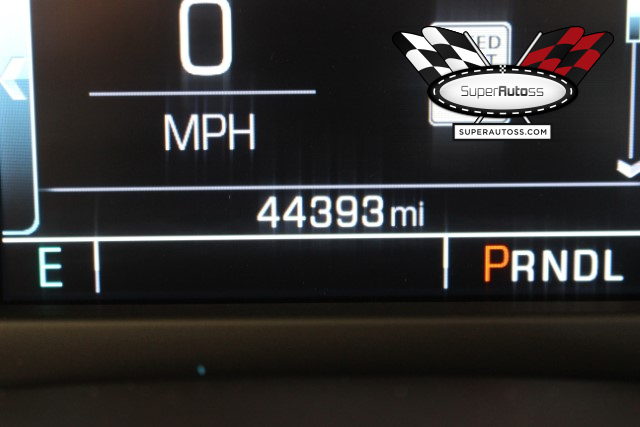 0
MPH
SuperAutoss
SUPERAUTOSS.COM
44393 mi
E
PRNDL